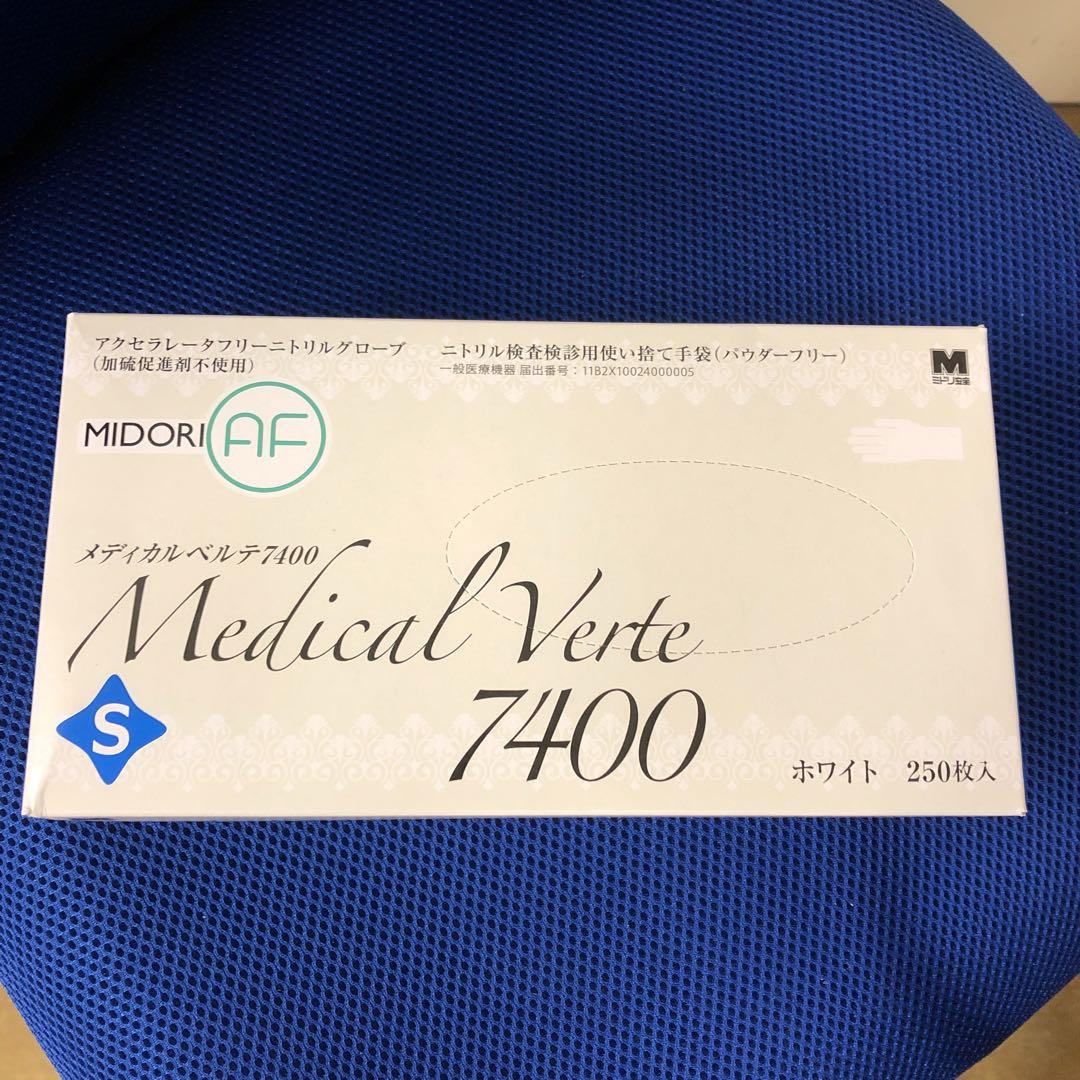 アクセラレータフリーニトリルグローブ
(加硫促進剤不使用)
ニトリル検査検診用使い捨て手袋(パウダーフリー)
一般医療機器 届出番号:11B2X10024000005
M
ミドリ安全
MIDORI AF
メディカルベルテ7400
Medical Verte
7400
S
ホワイト 250枚入